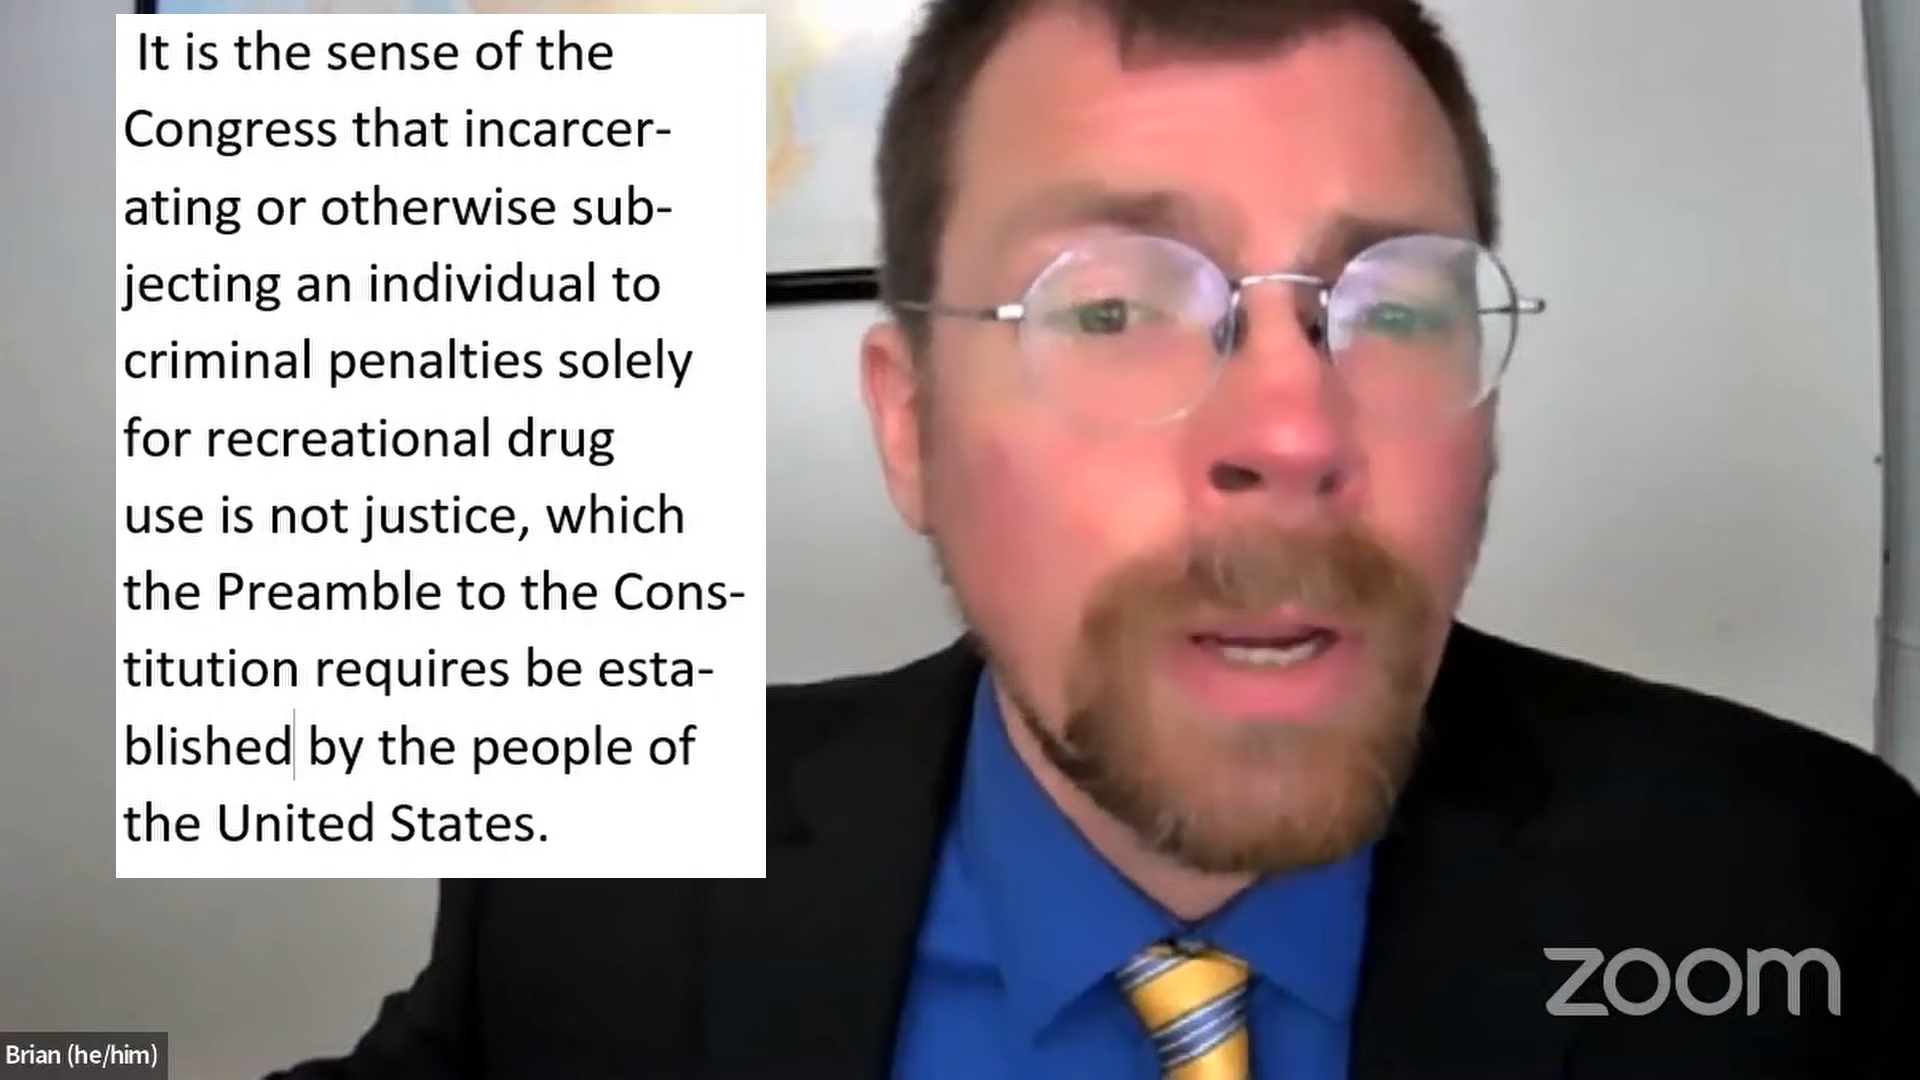 It is the sense of the
Congress that incarcer-
ating or otherwise sub-
jecting an individual to
criminal penalties solely
for recreational drug
use is not justice, which
the Preamble to the Cons-
titution requires be esta-
blished by the people of
the United States.
zoom
Brian (he/him)